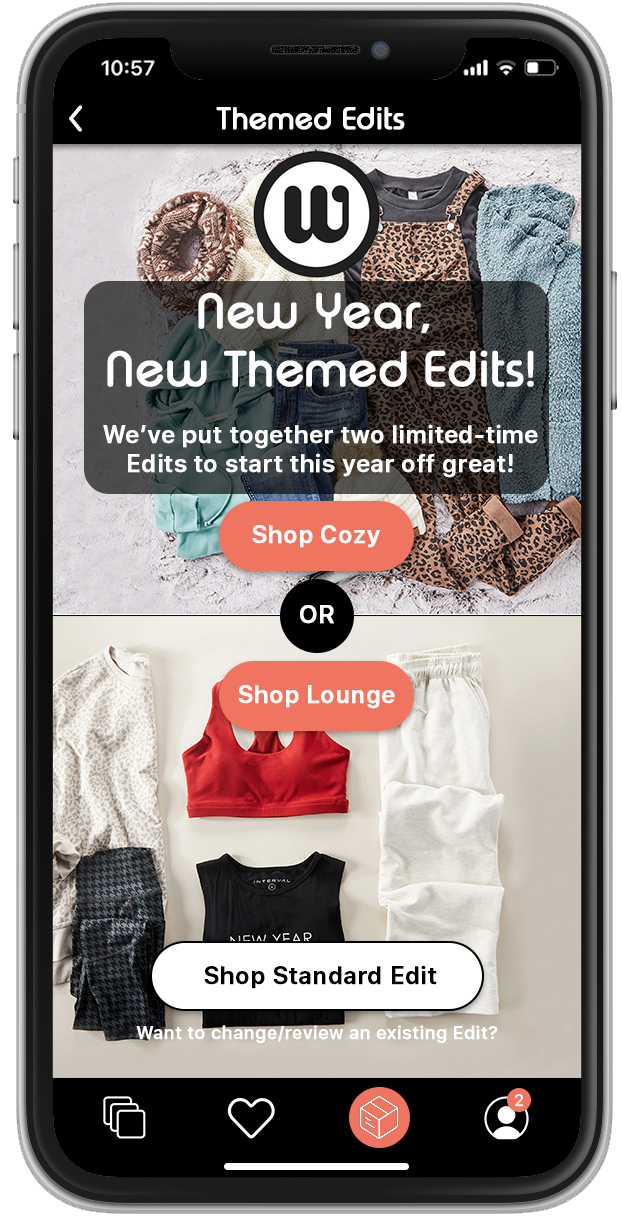 10:57
Themed Edits
W
New Year,
New Themed Edits!
We’ve put together two limited-time
Edits to start this year off great!
Shop Cozy
OR
Shop Lounge
INTERVAL
NEW YEAR
Shop Standard Edit
Want to change/review an existing Edit?
2